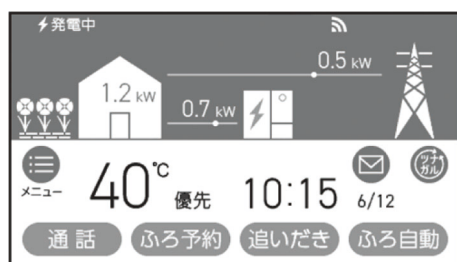 発電中
0.5 kW
1.2 kW
0.7 kW
メニュー
40℃
優先
10:15
6/12
ツナガル
通話
ふろ予約
追いだき
ふろ自動